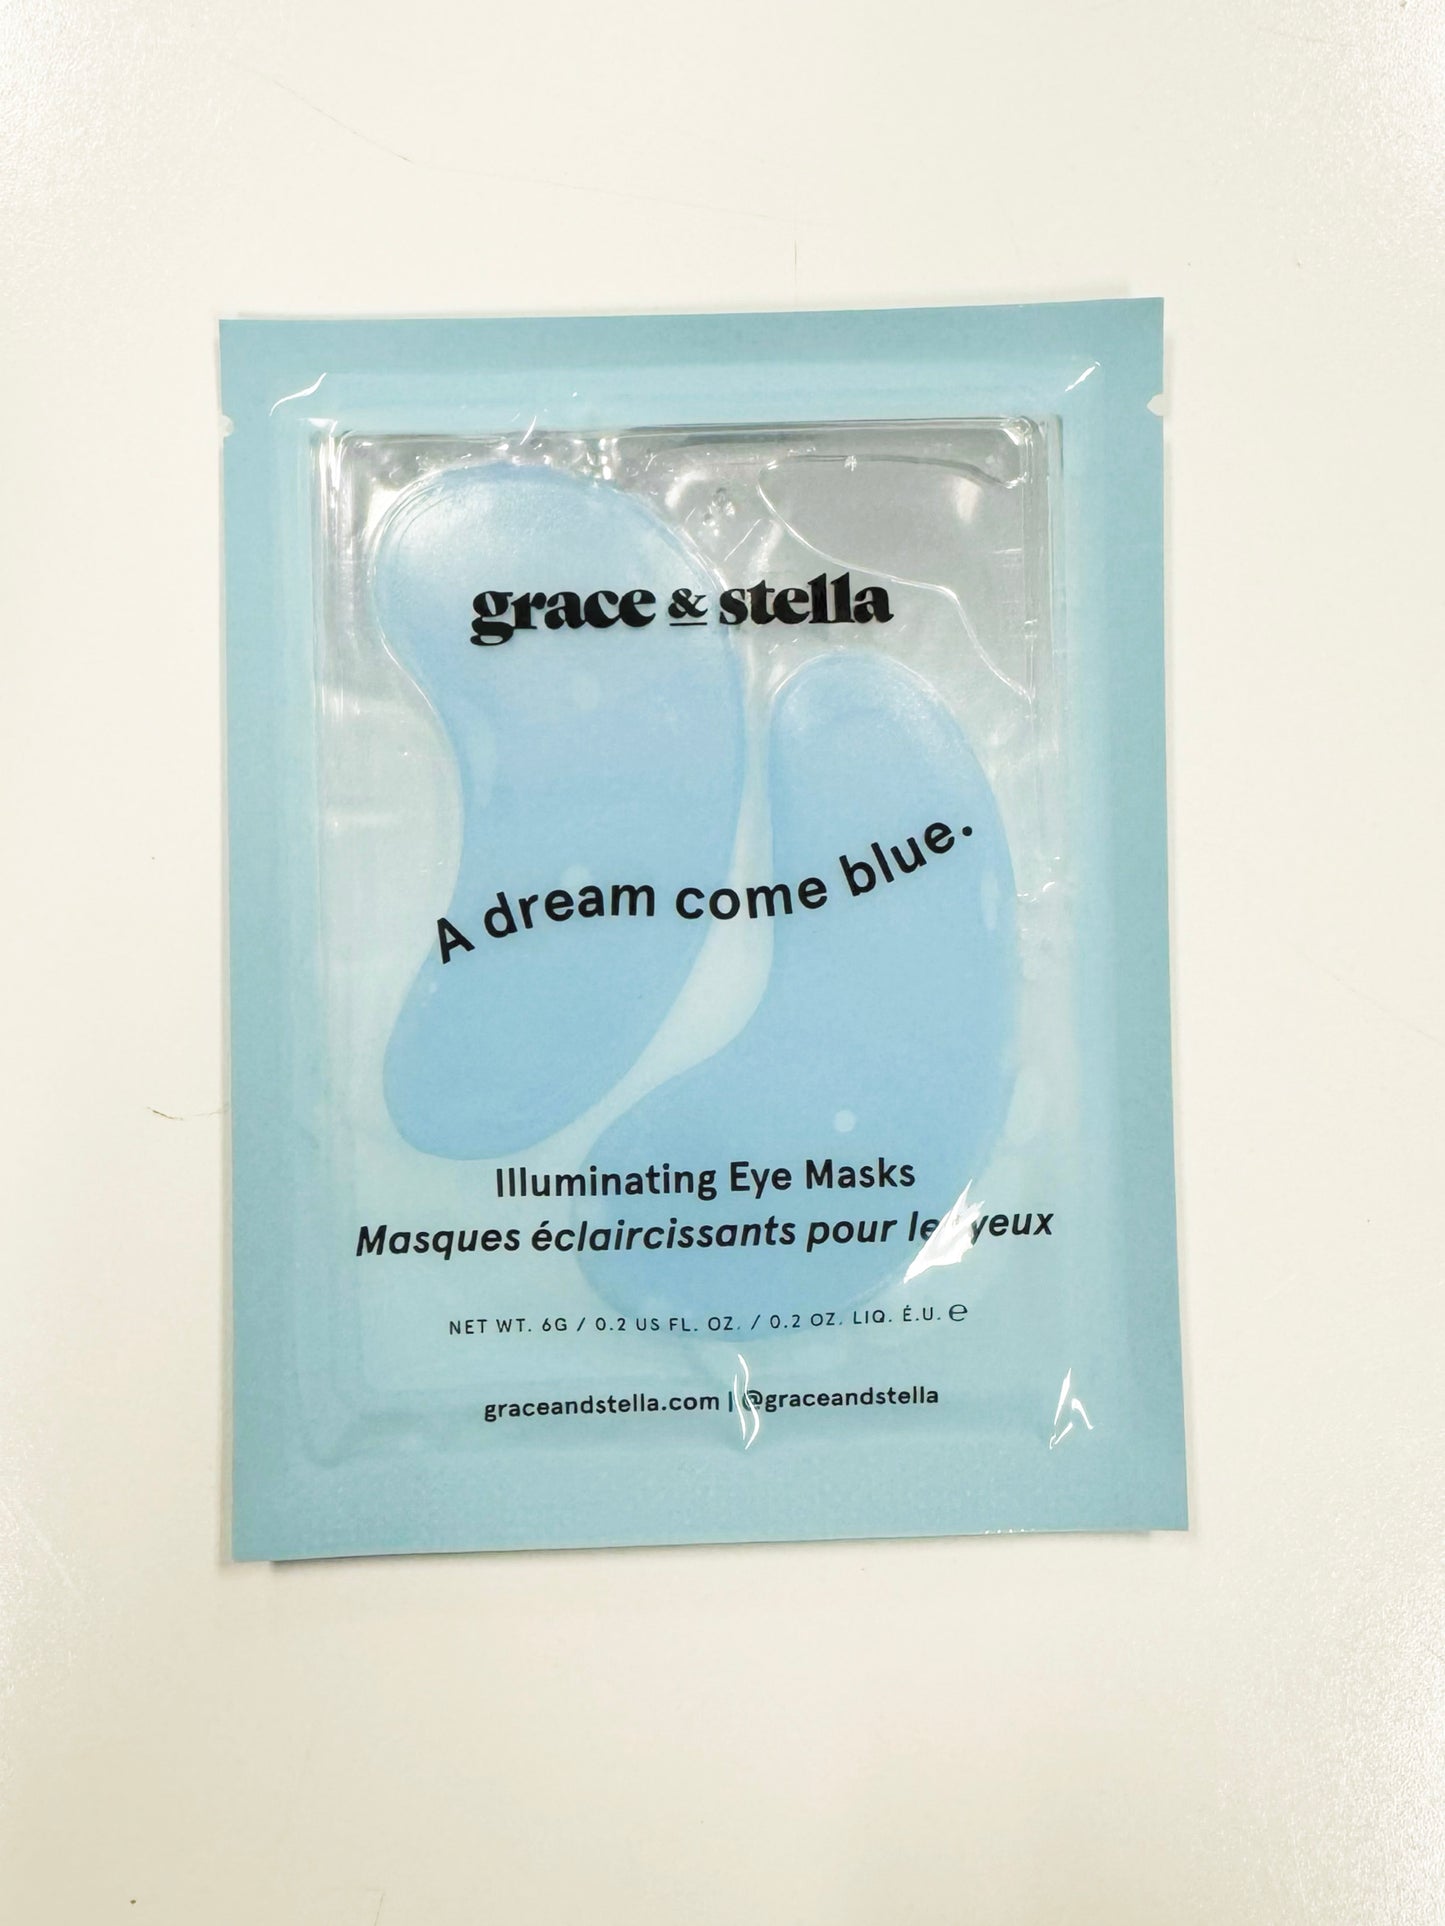 grace & stella
A dream come blue.
Illuminating Eye Masks
Masques éclaircissants pour les yeux
NET WT. 6G / 0.2 US FL. OZ. / 0.2 OZ. LIQ. É.U. ℮
graceandstella.com | @graceandstella